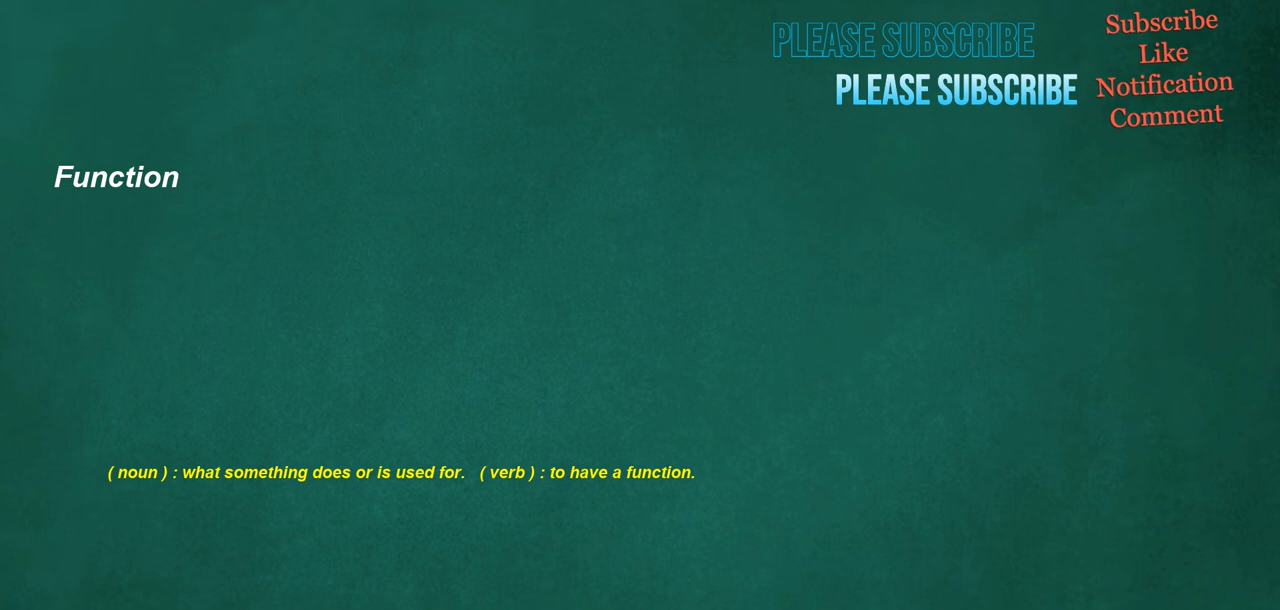 PLEASE SUBSCRIBE
PLEASE SUBSCRIBE
Subscribe
Like
Notification
Comment
Function
( noun ) : what something does or is used for.   ( verb ) : to have a function.